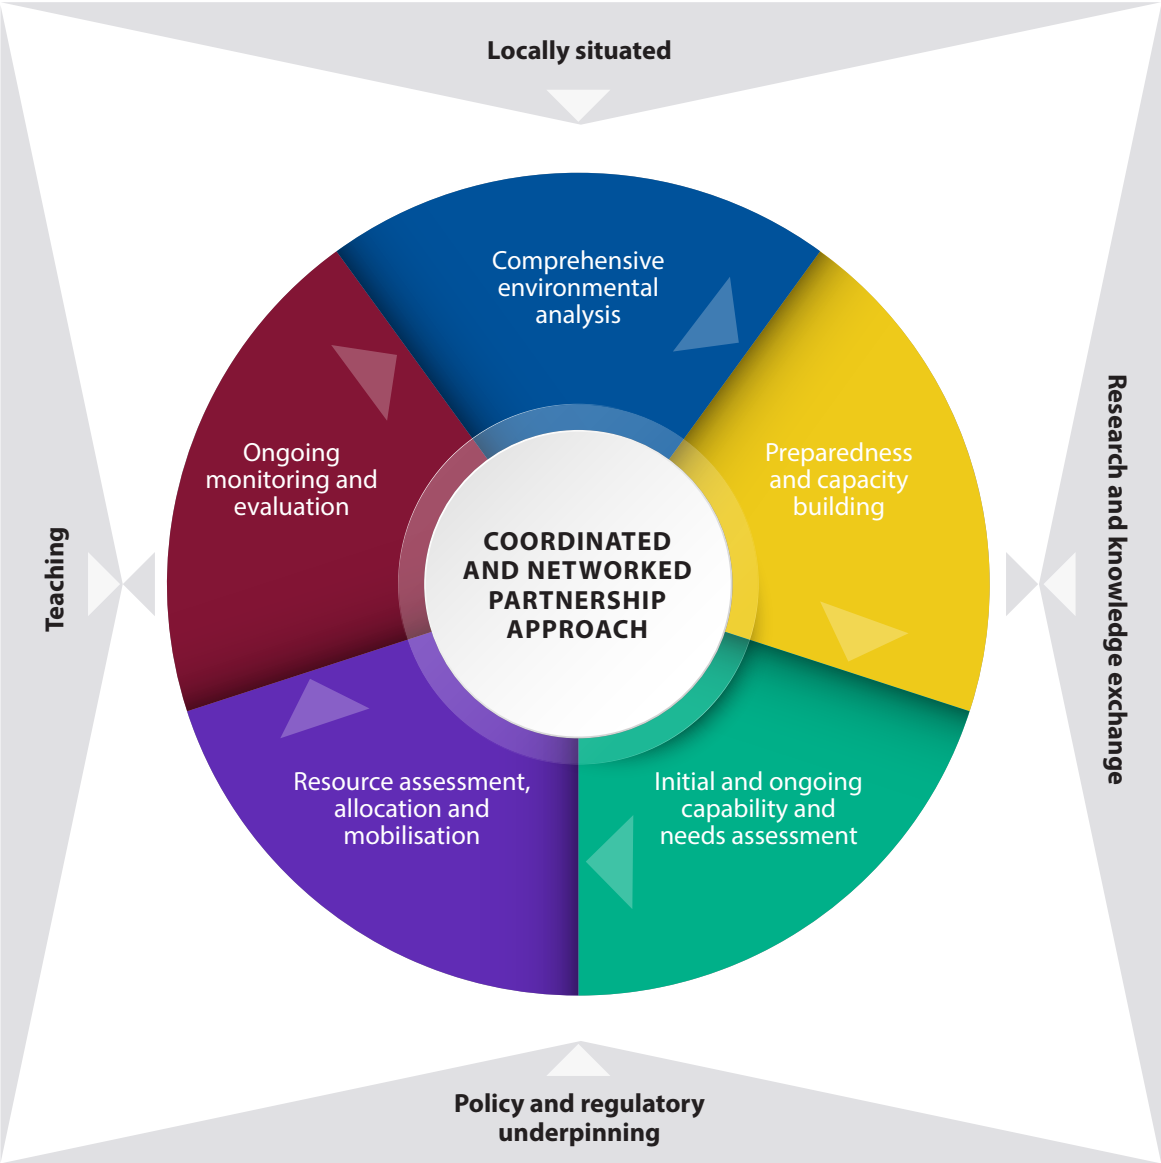 Locally situated
Comprehensive
environmental
analysis
Preparedness
and capacity
building
Initial and ongoing
capability and
needs assessment
Resource assessment,
allocation and
mobilisation
Ongoing
monitoring and
evaluation
COORDINATED
AND NETWORKED
PARTNERSHIP
APPROACH
Teaching
Research and knowledge exchange
Policy and regulatory
underpinning